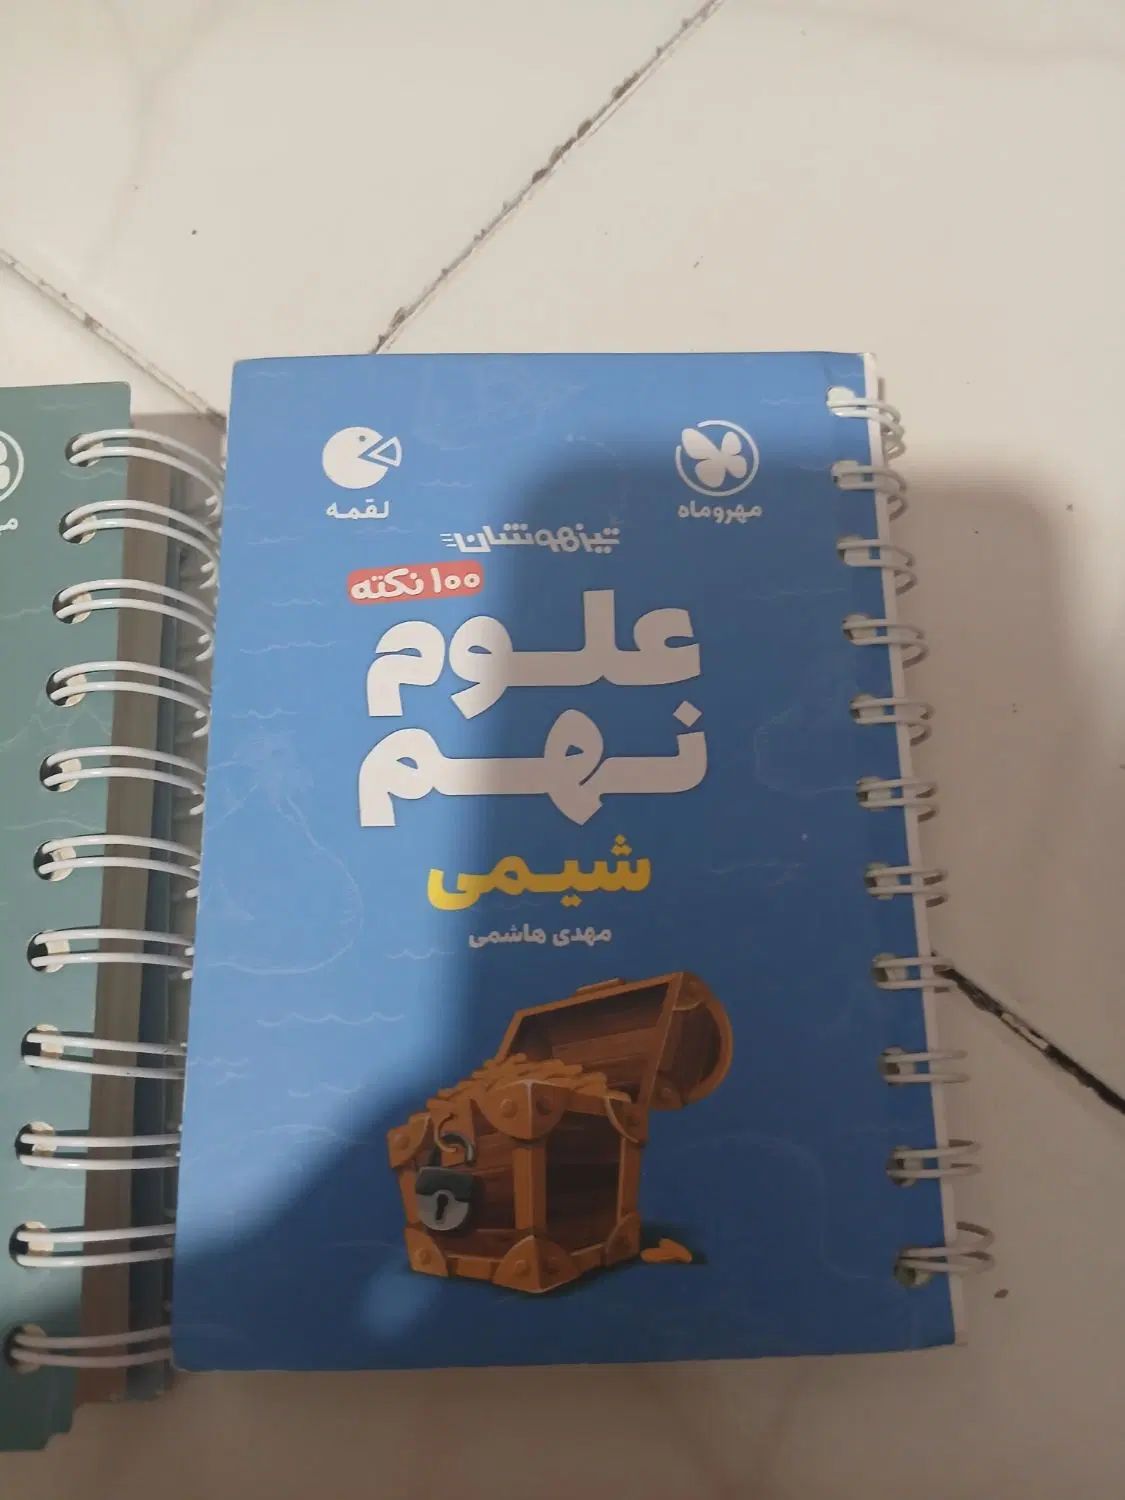 مهروماه
لقمه
تیزهوشان
۱۰۰ نکته
علوم
نهم
شیمی
مهدی هاشمی